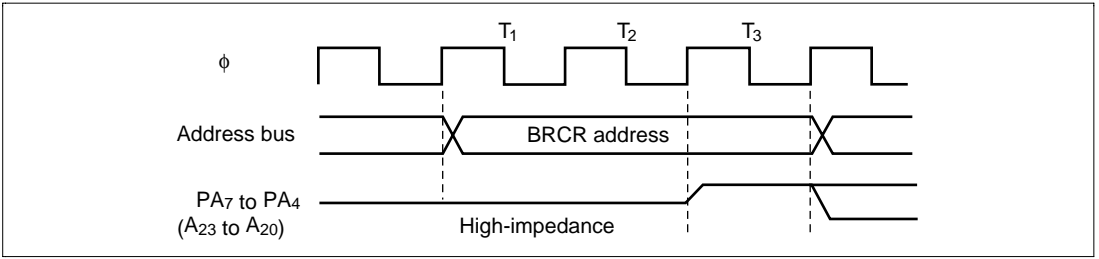 T1 T2 T3
φ
Address bus BRCR address
PA7 to PA4
(A23 to A20)
High-impedance